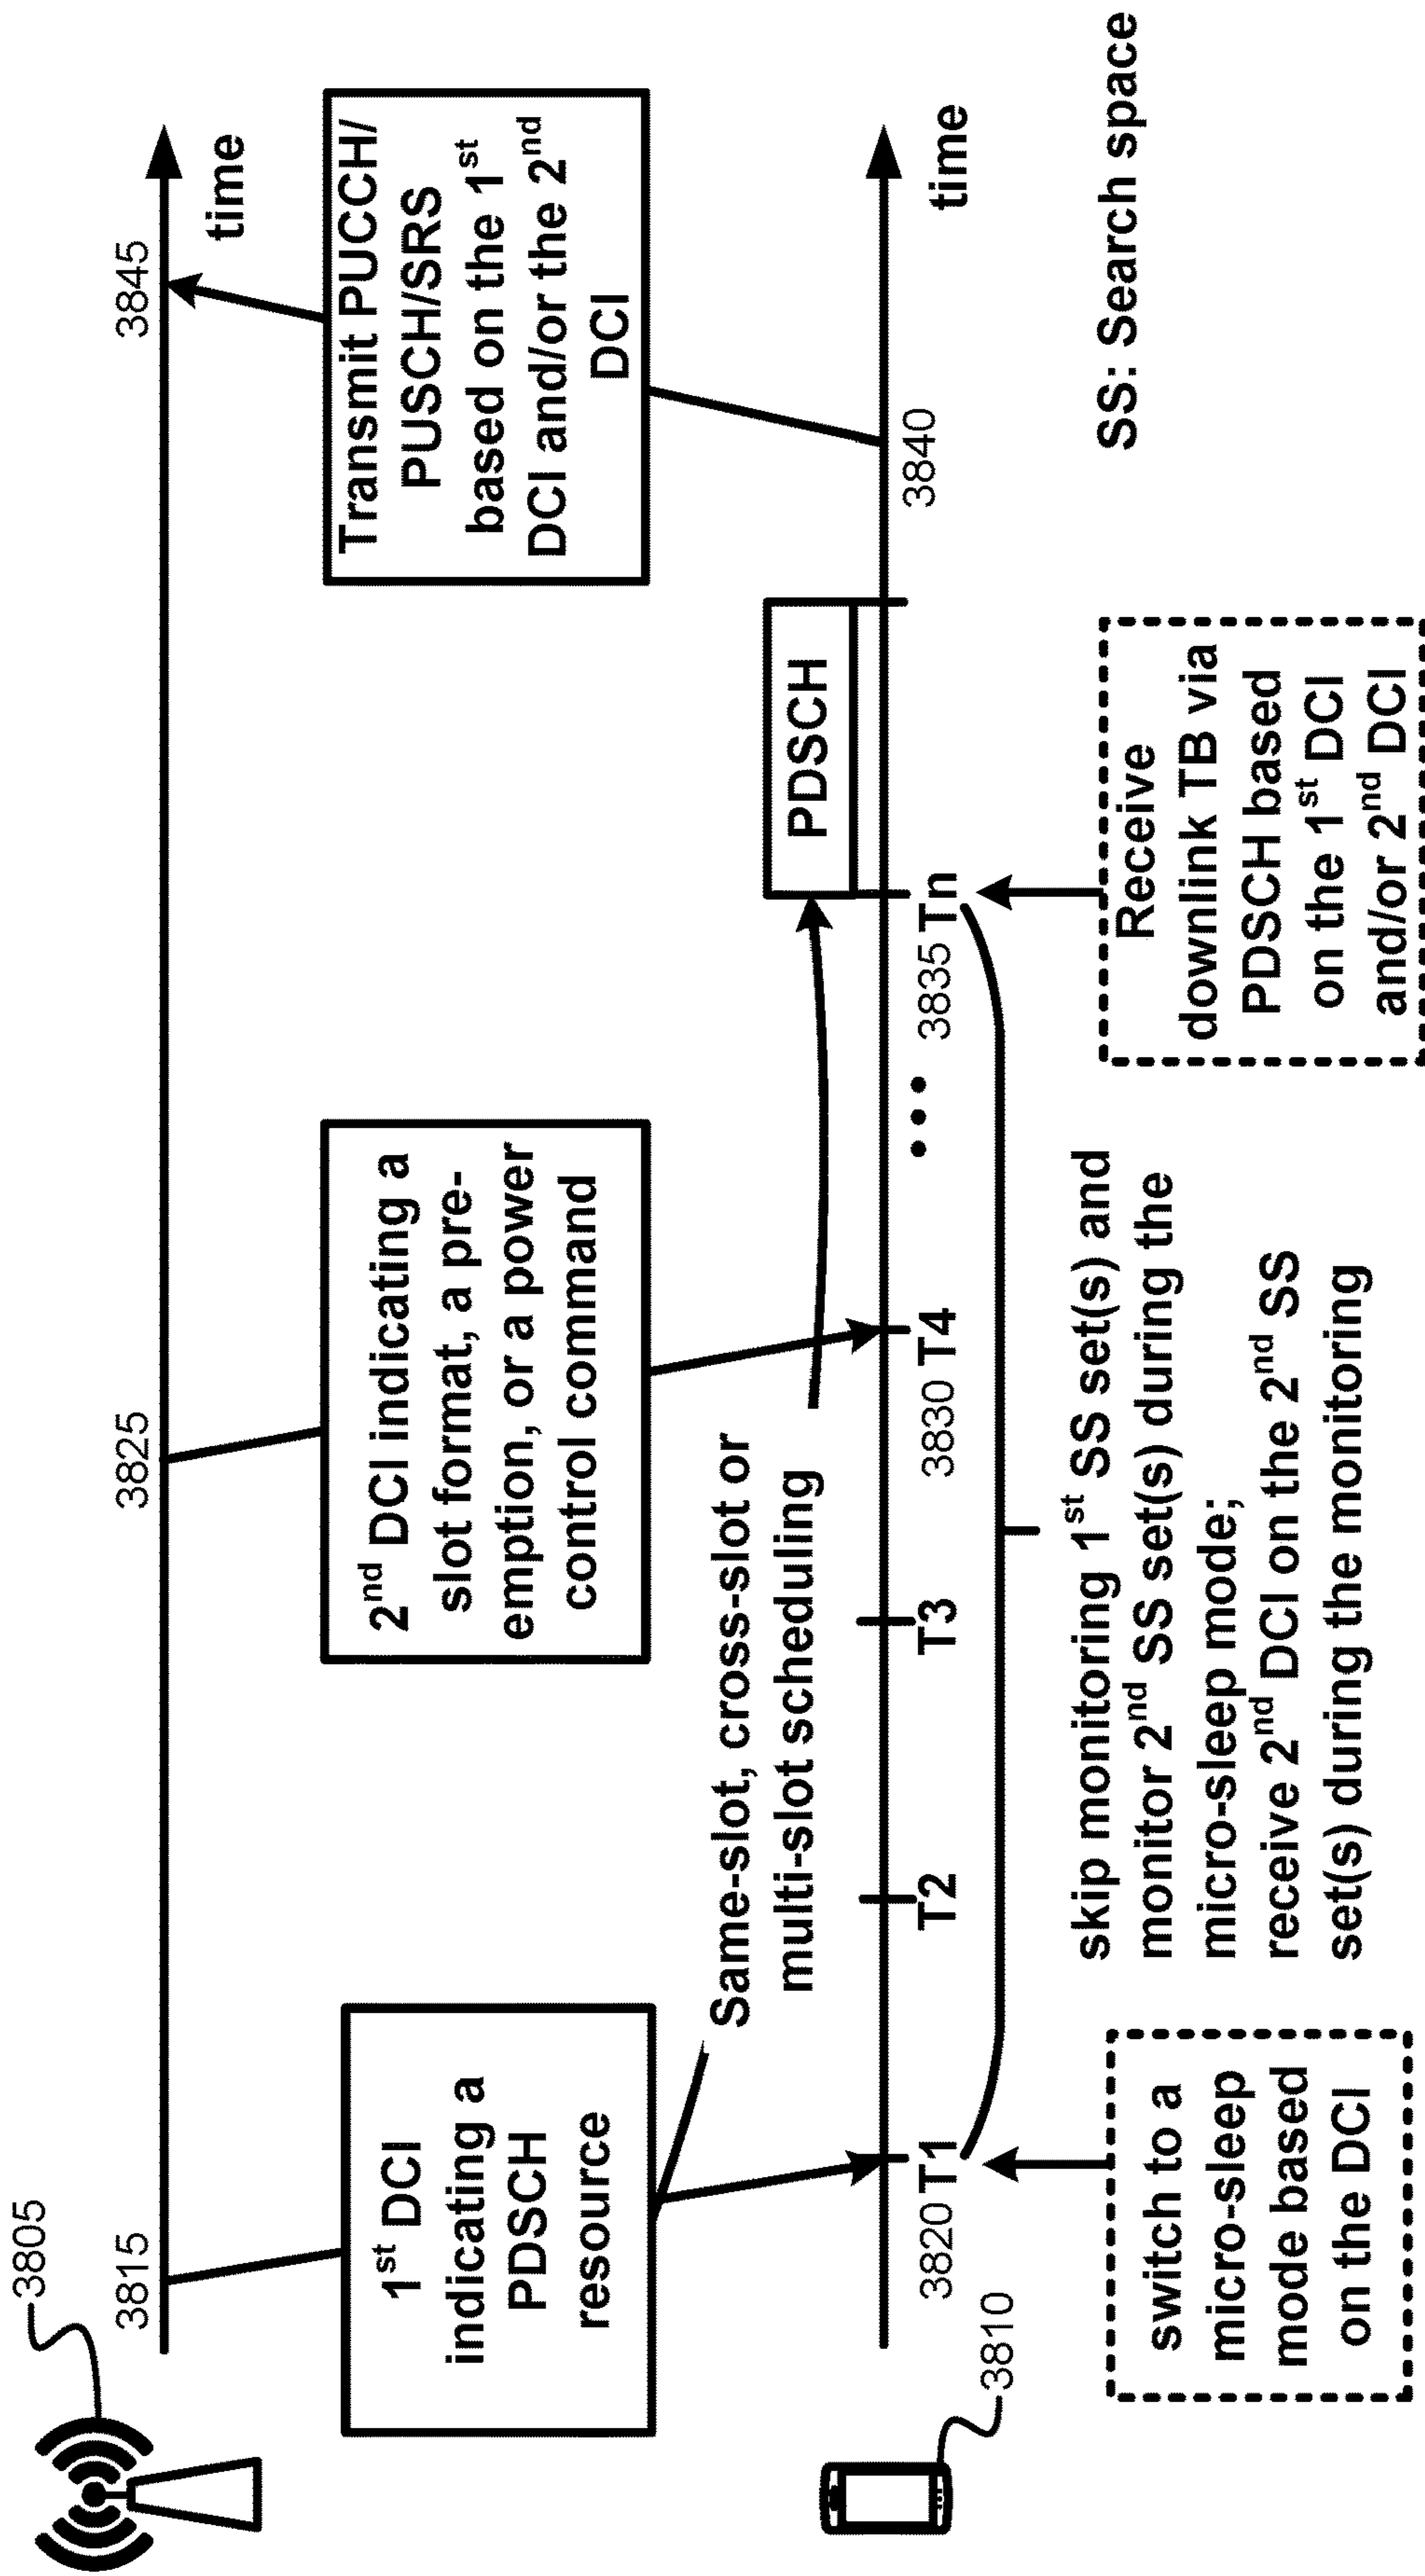 3805
3815
3825
3845
time
1st DCI
indicating a
PDSCH
resource
2nd DCI indicating a
slot format, a pre-
emption, or a power
control command
Transmit PUCCH/
PUSCH/SRS
based on the 1st
DCI and/or the 2nd
DCI
Same-slot, cross-slot or
multi-slot scheduling
PDSCH
3810
3820 T1
T2
T3
3830 T4
3835 Tn
3840
time
switch to a
micro-sleep
mode based
on the DCI
skip monitoring 1st SS set(s) and
monitor 2nd SS set(s) during the
micro-sleep mode;
receive 2nd DCI on the 2nd SS
set(s) during the monitoring
Receive
downlink TB via
PDSCH based
on the 1st DCI
and/or 2nd DCI
SS: Search space